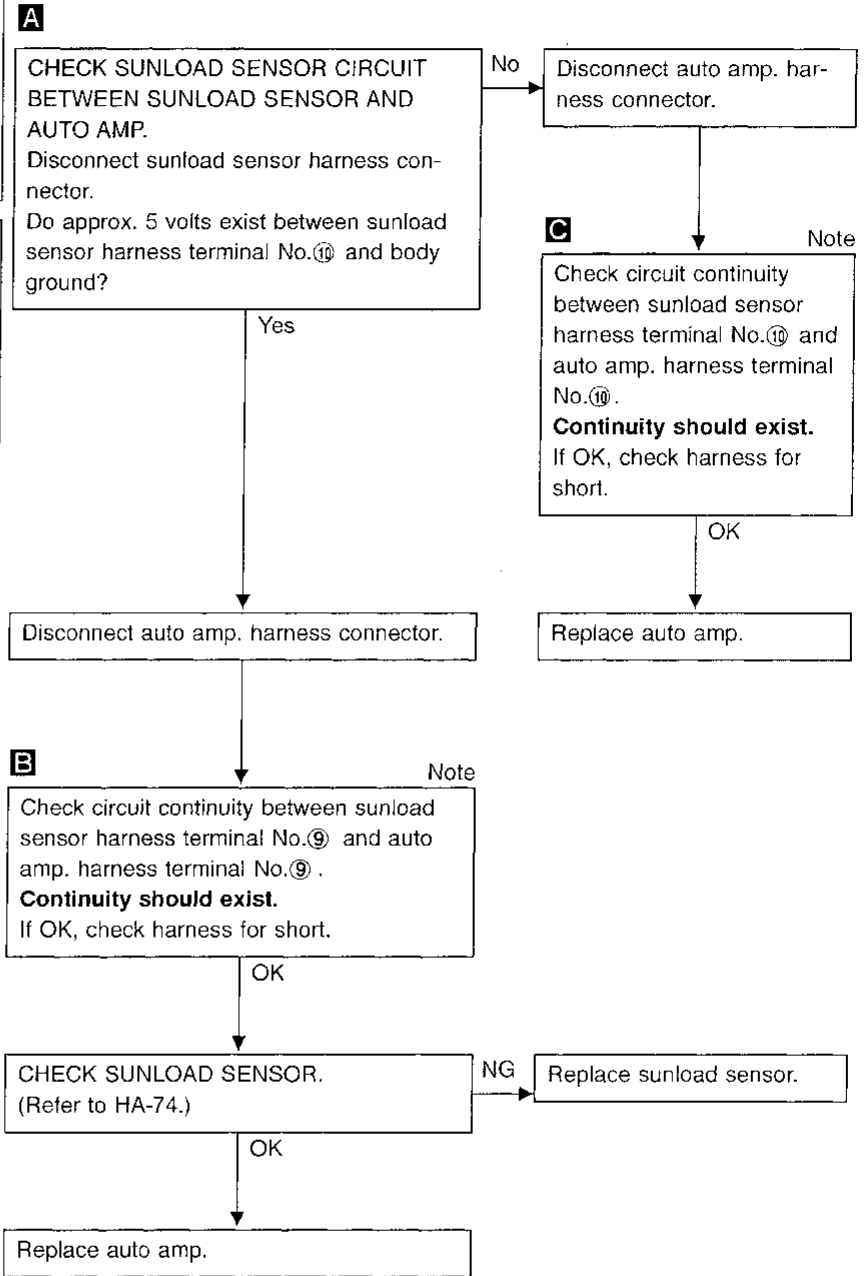 A
CHECK SUNLOAD SENSOR CIRCUIT
BETWEEN SUNLOAD SENSOR AND
AUTO AMP.
Disconnect sunload sensor harness con-
nector.
Do approx. 5 volts exist between sunload
sensor harness terminal No.⑩ and body
ground?
No
Disconnect auto amp. har-
ness connector.
Yes
C
Note
Check circuit continuity
between sunload sensor
harness terminal No.⑩ and
auto amp. harness terminal
No.⑩.
Continuity should exist.
If OK, check harness for
short.
OK
Replace auto amp.
Disconnect auto amp. harness connector.
B
Note
Check circuit continuity between sunload
sensor harness terminal No.⑨ and auto
amp. harness terminal No.⑨ .
Continuity should exist.
If OK, check harness for short.
OK
CHECK SUNLOAD SENSOR.
(Refer to HA-74.)
NG
Replace sunload sensor.
OK
Replace auto amp.